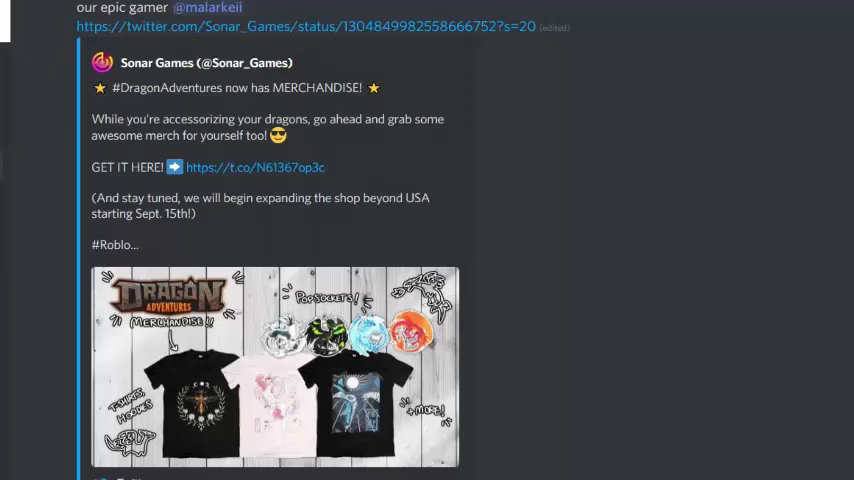 our epic gamer @malarkeii
https://twitter.com/Sonar_Games/status/1304849982558666752?s=20 (edited)
Sonar Games (@Sonar_Games)
⭐ #DragonAdventures now has MERCHANDISE! ⭐
While you're accessorizing your dragons, go ahead and grab some
awesome merch for yourself too! 😎
GET IT HERE! ➡️ https://t.co/N61367op3c
(And stay tuned, we will begin expanding the shop beyond USA
starting Sept. 15th!)
#Roblo...
DRAGON
ADVENTURES
MERCHANDISE!!
POPSOCKETS!
T-SHIRTS,
HOODIES
+MORE!